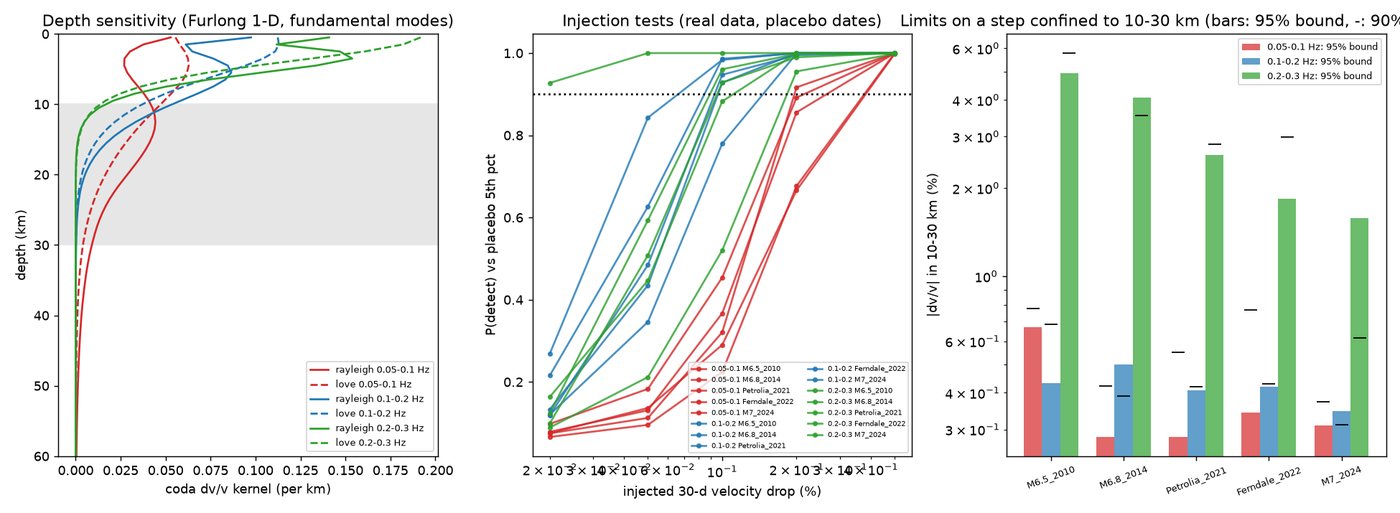 Depth sensitivity (Furlong 1-D, fundamental modes)
depth (km)
0
10
20
30
40
50
60
0.000 0.025 0.050 0.075 0.100 0.125 0.150 0.175 0.200
coda dv/v kernel (per km)
rayleigh 0.05-0.1 Hz
love 0.05-0.1 Hz
rayleigh 0.1-0.2 Hz
love 0.1-0.2 Hz
rayleigh 0.2-0.3 Hz
love 0.2-0.3 Hz
Injection tests (real data, placebo dates)
P(detect) vs placebo 5th pct
1.0
0.8
0.6
0.4
0.2
10⁻¹
injected 30-d velocity drop (%)
0.05-0.1 M6.5_2010
0.05-0.1 M6.8_2014
0.05-0.1 Petrolia_2021
0.05-0.1 Ferndale_2022
0.05-0.1 M7_2024
0.1-0.2 M6.5_2010
0.1-0.2 M6.8_2014
0.1-0.2 Petrolia_2021
0.1-0.2 Ferndale_2022
0.1-0.2 M7_2024
0.2-0.3 M6.5_2010
0.2-0.3 M6.8_2014
0.2-0.3 Petrolia_2021
0.2-0.3 Ferndale_2022
0.2-0.3 M7_2024
Limits on a step confined to 10-30 km (bars: 95% bound, -: 90%
|dv/v| in 10-30 km (%)
6 × 10⁰
4 × 10⁰
3 × 10⁰
2 × 10⁰
10⁰
6 × 10⁻¹
4 × 10⁻¹
3 × 10⁻¹
0.05-0.1 Hz: 95% bound
0.1-0.2 Hz: 95% bound
0.2-0.3 Hz: 95% bound
M6.5_2010
M6.8_2014
Petrolia_2021
Ferndale_2022
M7_2024